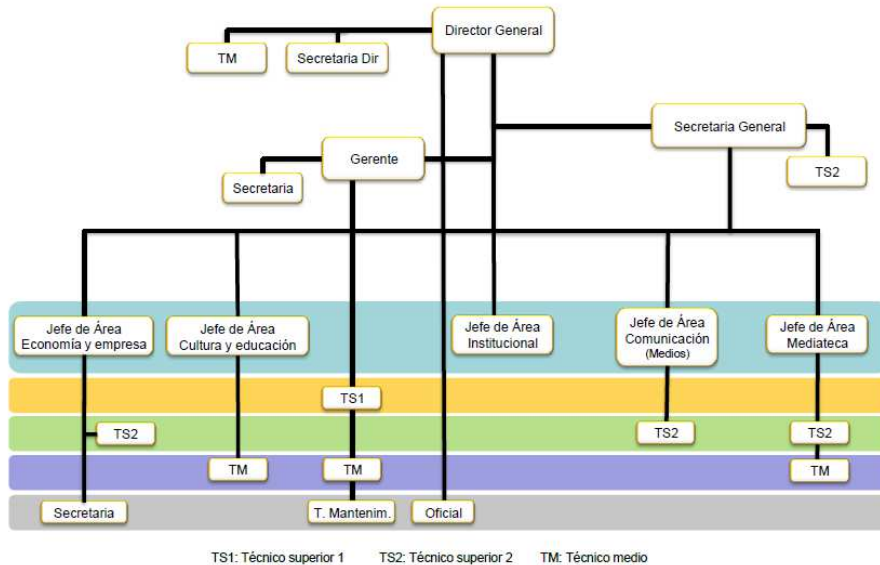 Director General
TM
Secretaria Dir
Secretaria General
Gerente
Secretaria
TS2
Jefe de Área
Economía y empresa
Jefe de Área
Cultura y educación
Jefe de Área
Institucional
Jefe de Área
Comunicación
(Medios)
Jefe de Área
Mediateca
TS1
TS2
TS2
TS2
TM
TM
TM
Secretaria
T. Mantenim.
Oficial
TS1: Técnico superior 1
TS2: Técnico superior 2
TM: Técnico medio